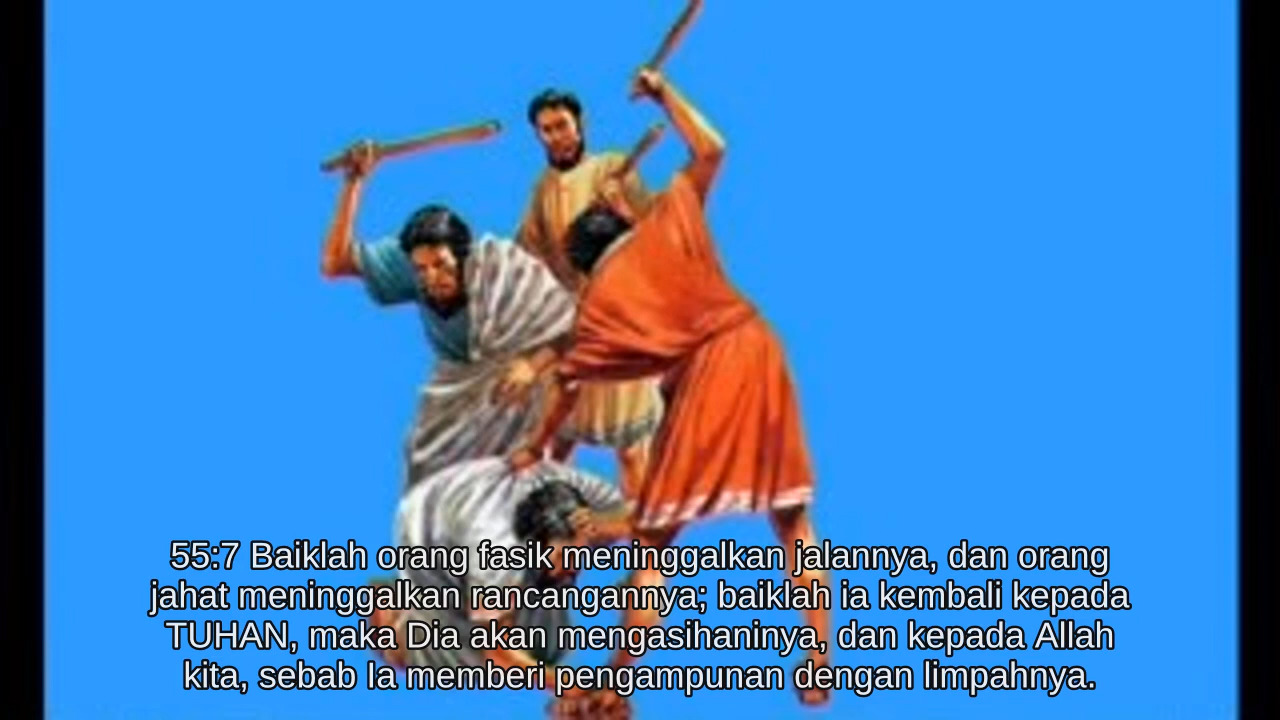 55:7 Baiklah orang fasik meninggalkan jalannya, dan orang
jahat meninggalkan rancangannya; baiklah ia kembali kepada
TUHAN, maka Dia akan mengasihaninya, dan kepada Allah
kita, sebab Ia memberi pengampunan dengan limpahnya.